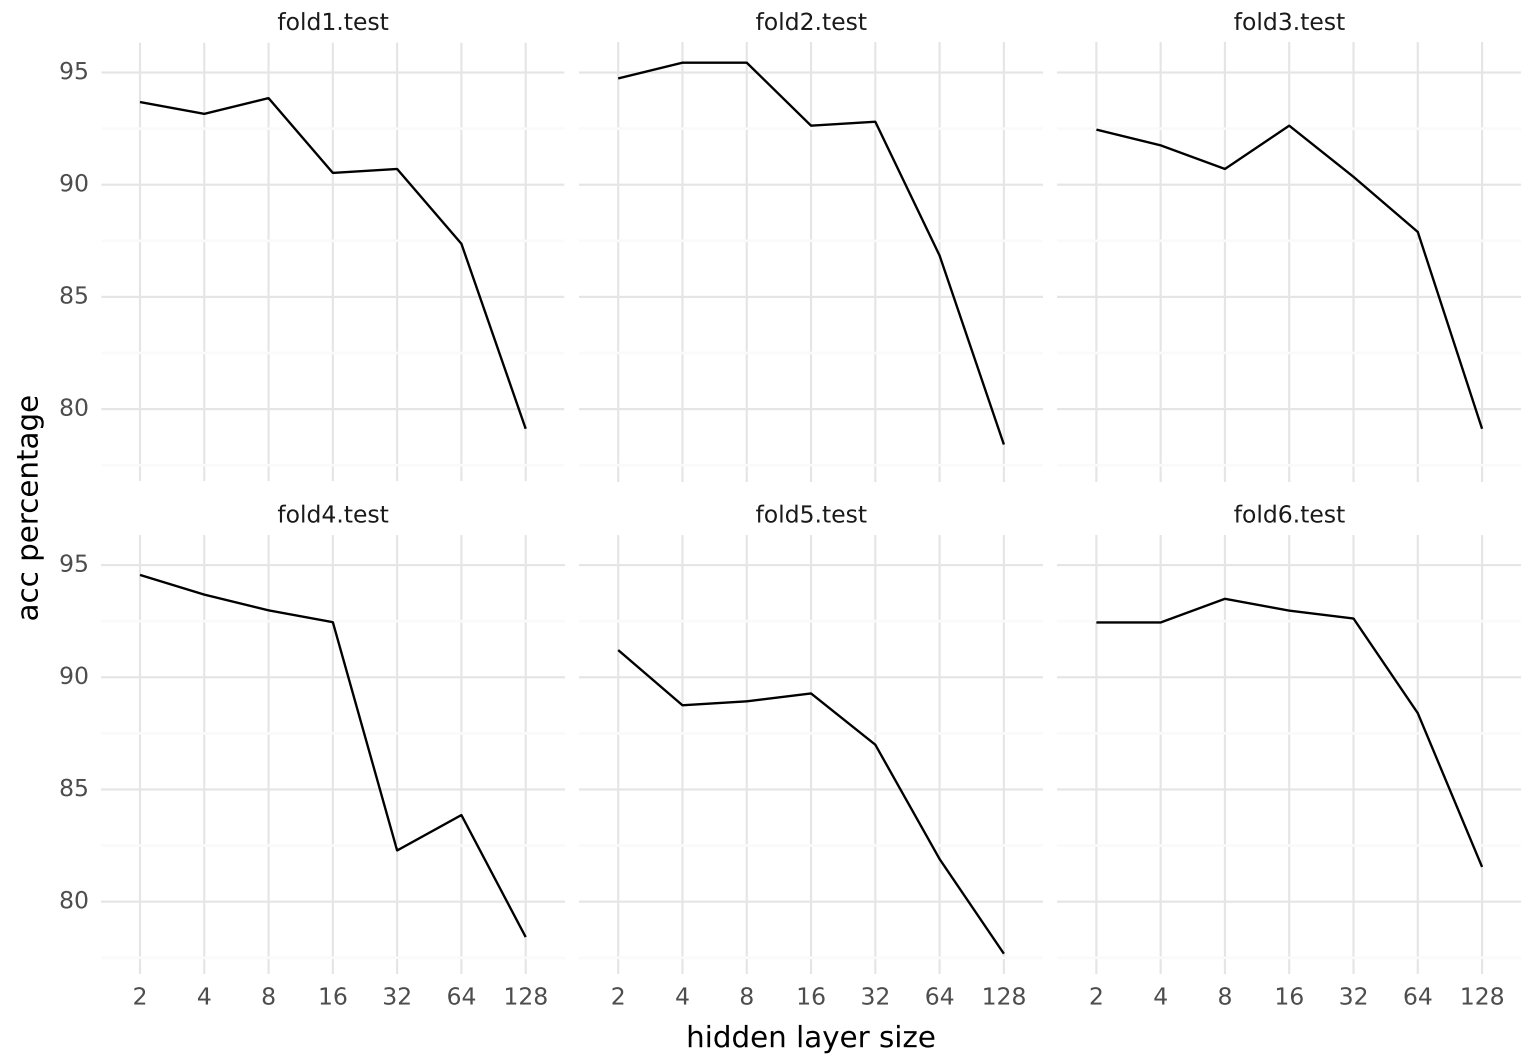 fold1.test
fold2.test
fold3.test
95
90
85
80
fold4.test
fold5.test
fold6.test
95
90
85
80
acc percentage
2 4 8 16 32 64 128
2 4 8 16 32 64 128
2 4 8 16 32 64 128
hidden layer size